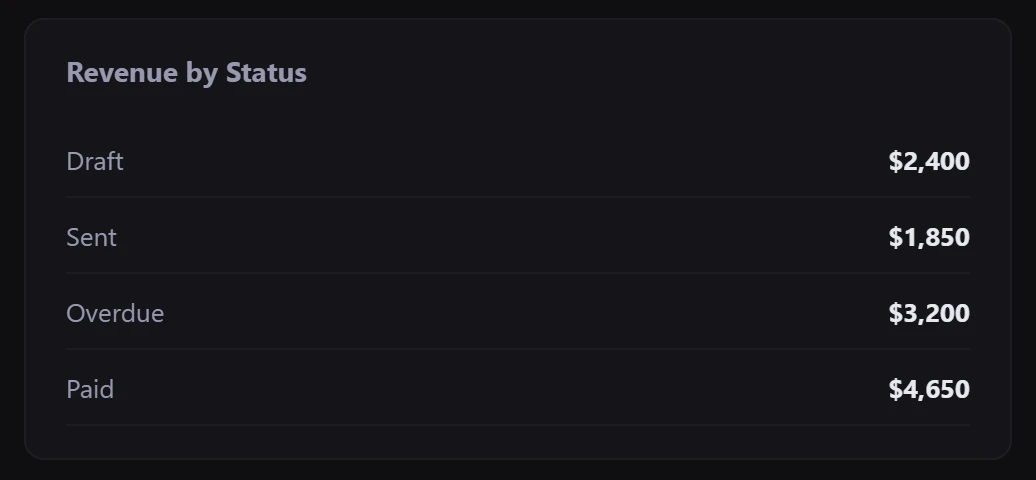 Revenue by Status
Draft $2,400
Sent $1,850
Overdue $3,200
Paid $4,650